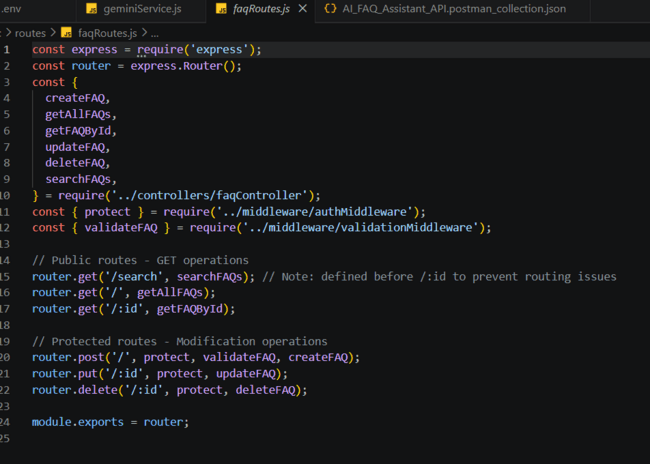 .env
geminiService.js
faqRoutes.js
AI_FAQ_Assistant_API.postman_collection.json
> routes > faqRoutes.js > ...
1 const express = require('express');
2 const router = express.Router();
3 const {
4 createFAQ,
5 getAllFAQs,
6 getFAQById,
7 updateFAQ,
8 deleteFAQ,
9 searchFAQs,
10 } = require('../controllers/faqController');
11 const { protect } = require('../middleware/authMiddleware');
12 const { validateFAQ } = require('../middleware/validationMiddleware');
13
14 // Public routes - GET operations
15 router.get('/search', searchFAQs); // Note: defined before /:id to prevent routing issues
16 router.get('/', getAllFAQs);
17 router.get('/:id', getFAQById);
18
19 // Protected routes - Modification operations
20 router.post('/', protect, validateFAQ, createFAQ);
21 router.put('/:id', protect, updateFAQ);
22 router.delete('/:id', protect, deleteFAQ);
23
24 module.exports = router;
25